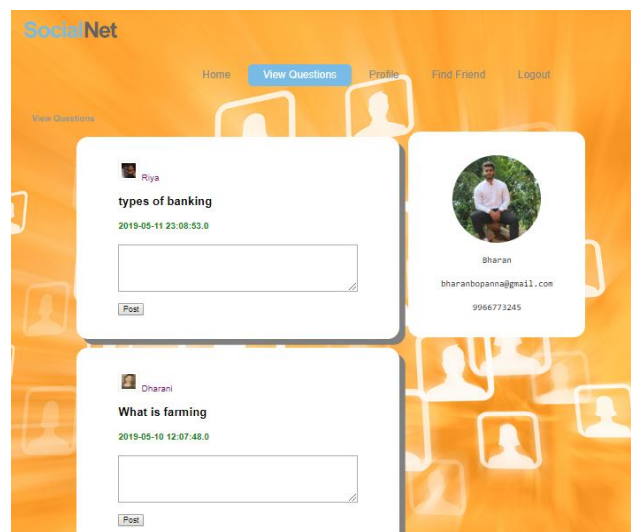 SocialNet
Home View Questions Profile Find Friend Logout
View Questions
Riya
types of banking
2019-05-11 23:08:53.0
Post
Bharan
bharanbopanna@gmail.com
9966773245
Dharani
What is farming
2019-05-10 12:07:48.0
Post